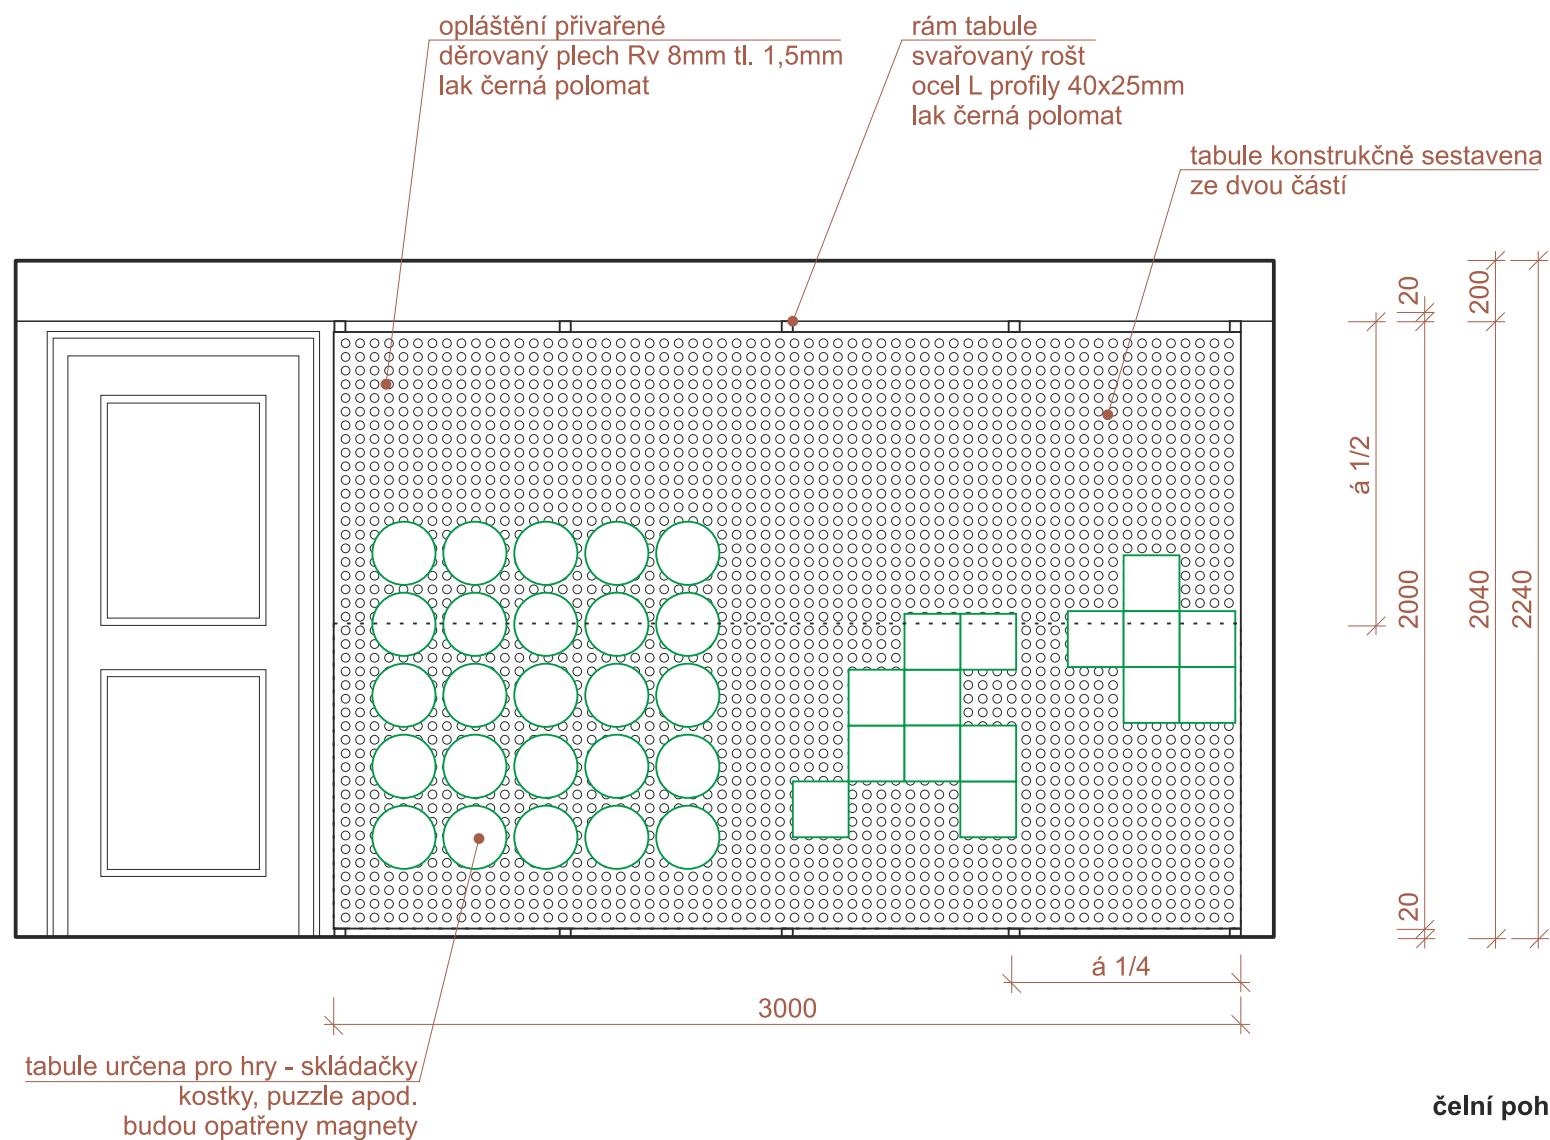 opláštění přivařené
děrovaný plech Rv 8mm tl. 1,5mm
lak černá polomat
rám tabule
svařovaný rošt
ocel L profily 40x25mm
lak černá polomat
tabule konstrukčně sestavena
ze dvou částí
20
200
á 1/2
2000
2040
2240
20
á 1/4
3000
tabule určena pro hry - skládačky
kostky, puzzle apod.
budou opatřeny magnety
čelní poh